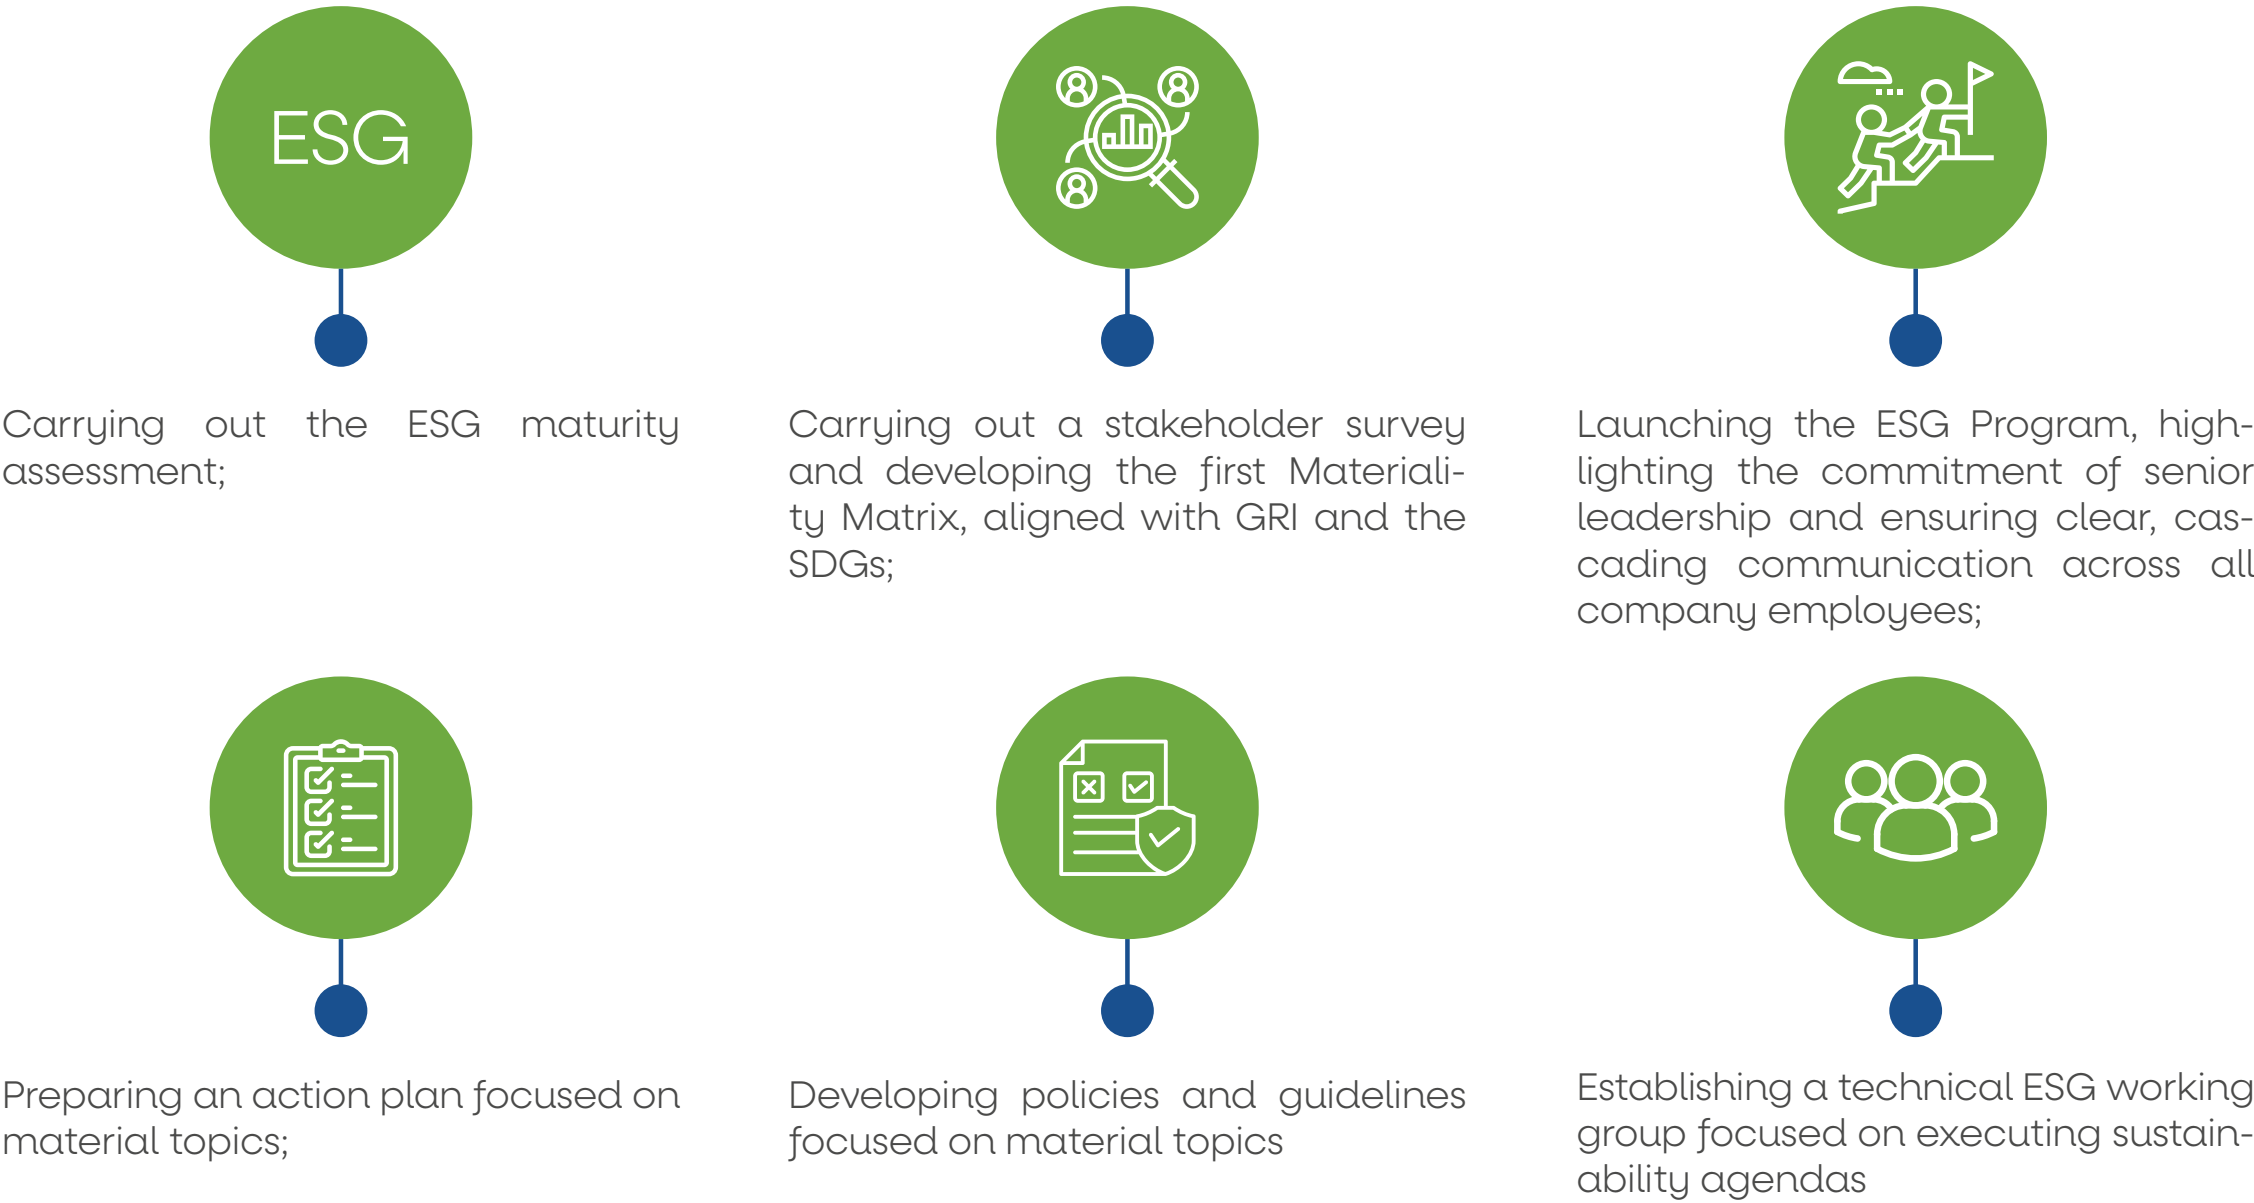 ESG
Carrying out the ESG maturity
assessment;
Carrying out a stakeholder survey
and developing the first Materiali-
ty Matrix, aligned with GRI and the
SDGs;
Launching the ESG Program, high-
lighting the commitment of senior
leadership and ensuring clear, cas-
cading communication across all
company employees;
Preparing an action plan focused on
material topics;
Developing policies and guidelines
focused on material topics
Establishing a technical ESG working
group focused on executing sustain-
ability agendas